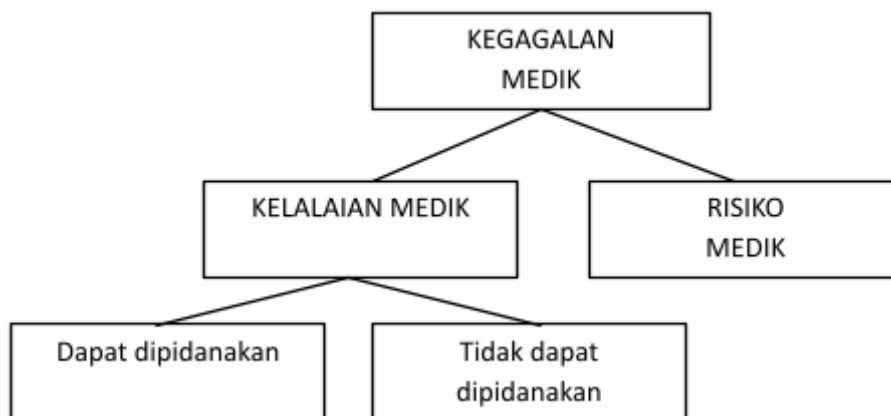 KEGAGALAN
MEDIK
KELALAIAN MEDIK
RISIKO
MEDIK
Dapat dipidanakan
Tidak dapat
dipidanakan